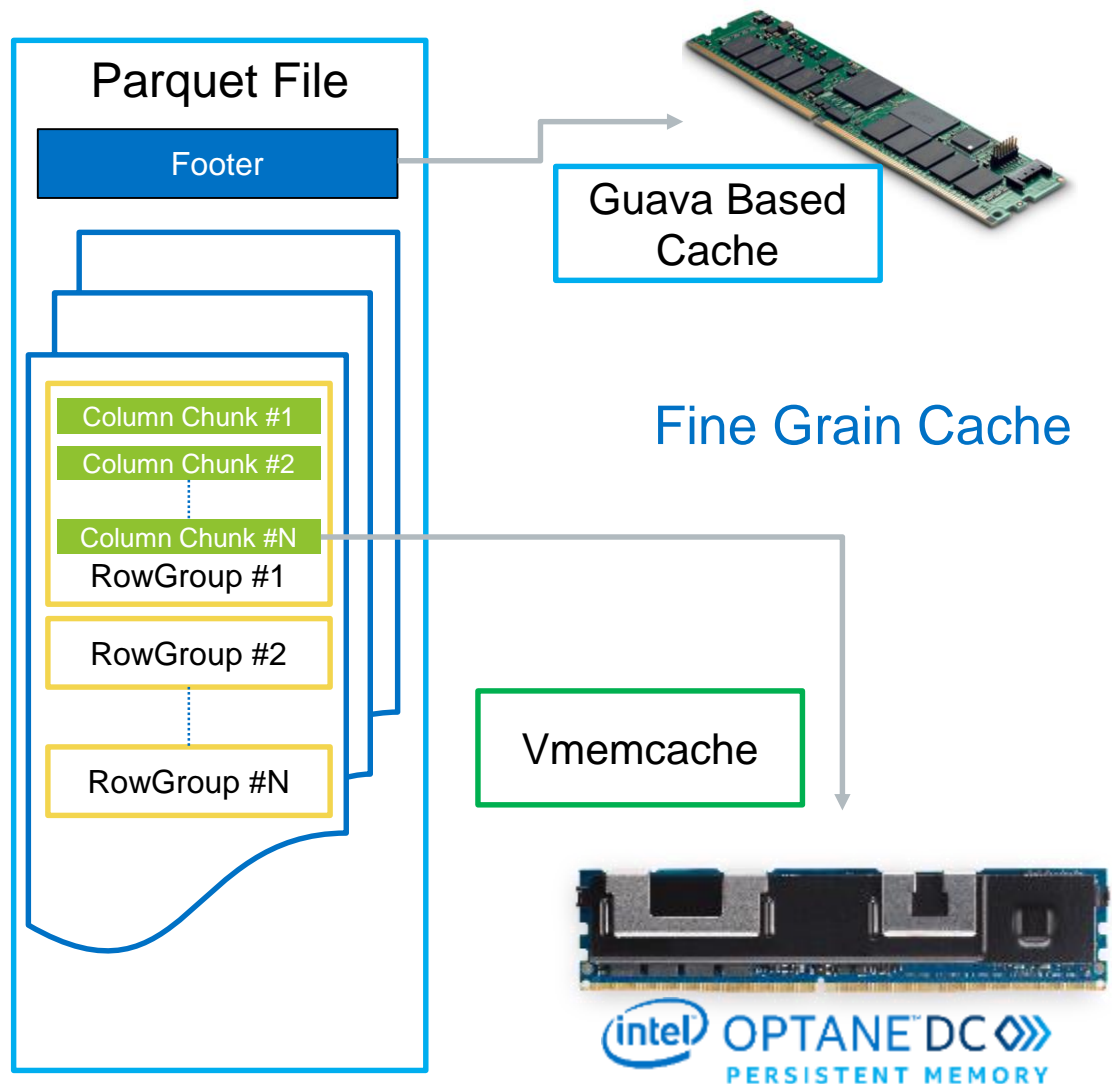 Parquet File
Footer
Guava Based
Cache
Column Chunk #1
Column Chunk #2
Column Chunk #N
RowGroup #1
RowGroup #2
RowGroup #N
Fine Grain Cache
Vmemcache
intel OPTANE™ DC
PERSISTENT MEMORY